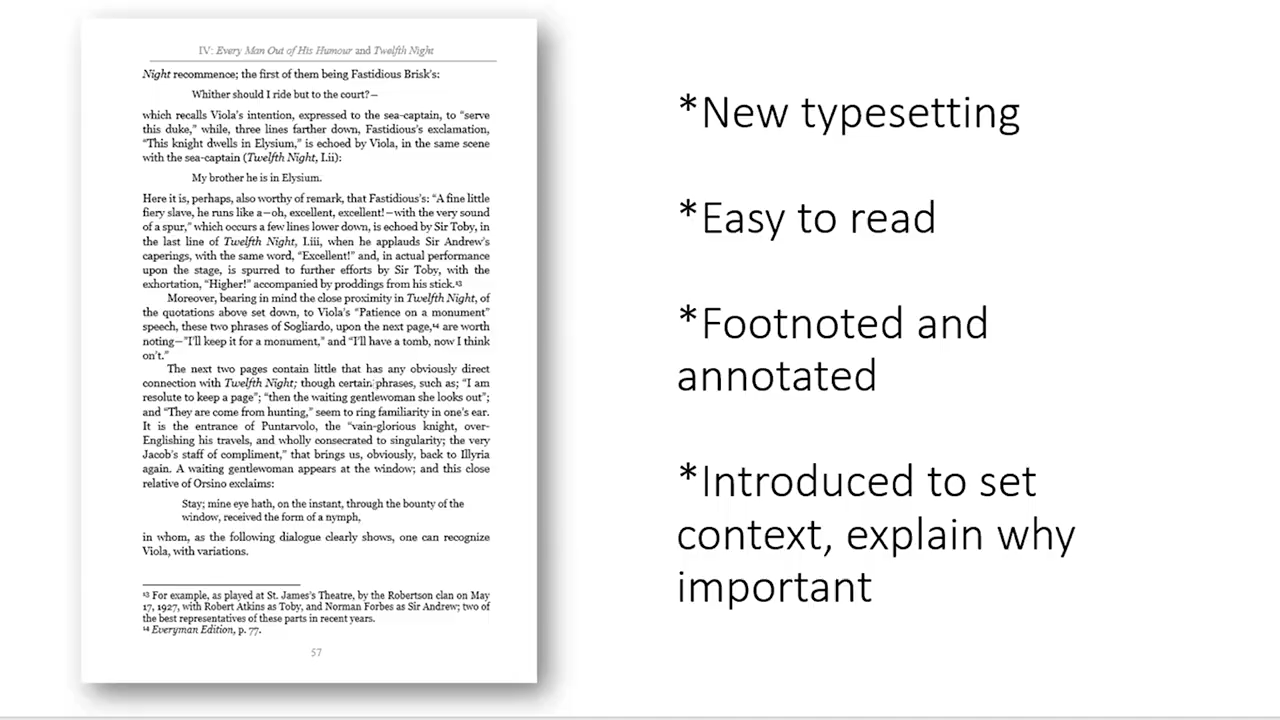 IV: Every Man Out of His Humour and Twelfth Night
Night recommence; the first of them being Fastidious Brisk's:
Whither should I ride but to the court?—
which recalls Viola's intention, expressed to the sea-captain, to "serve
this duke," while, three lines farther down, Fastidious's exclamation,
"This knight dwells in Elysium," is echoed by Viola, in the same scene
with the sea-captain (Twelfth Night, I.ii):
My brother he is in Elysium.
Here it is, perhaps, also worthy of remark, that Fastidious's: "A fine little
fiery slave, he runs like a—oh, excellent, excellent!—with the very sound
of a spur," which occurs a few lines lower down, is echoed by Sir Toby, in
the last line of Twelfth Night, I.iii, when he applauds Sir Andrew's
caperings, with the same word, "Excellent!" and, in actual performance
upon the stage, is spurred to further efforts by Sir Toby, with the
exhortation, "Higher!" accompanied by proddings from his stick.13
Moreover, bearing in mind the close proximity in Twelfth Night, of
the quotations above set down, to Viola's "Patience on a monument"
speech, these two phrases of Sogliardo, upon the next page,14 are worth
noting—"I'll keep it for a monument," and "I'll have a tomb, now I think
on't."
The next two pages contain little that has any obviously direct
connection with Twelfth Night; though certain phrases, such as; "I am
resolute to keep a page"; "then the waiting gentlewoman she looks out";
and "They are come from hunting," seem to ring familiarity in one's ear.
It is the entrance of Puntarvolo, the "vain-glorious knight, over-
Englishing his travels, and wholly consecrated to singularity; the very
Jacob's staff of compliment," that brings us, obviously, back to Illyria
again. A waiting gentlewoman appears at the window; and this close
relative of Orsino exclaims:
Stay; mine eye hath, on the instant, through the bounty of the
window, received the form of a nymph,
in whom, as the following dialogue clearly shows, one can recognize
Viola, with variations.
13 For example, as played at St. James's Theatre, by the Robertson clan on May
17, 1927, with Robert Atkins as Toby, and Norman Forbes as Sir Andrew; two of
the best representatives of these parts in recent years.
14 Everyman Edition, p. 77.
57
*New typesetting
*Easy to read
*Footnoted and
annotated
*Introduced to set
context, explain why
important